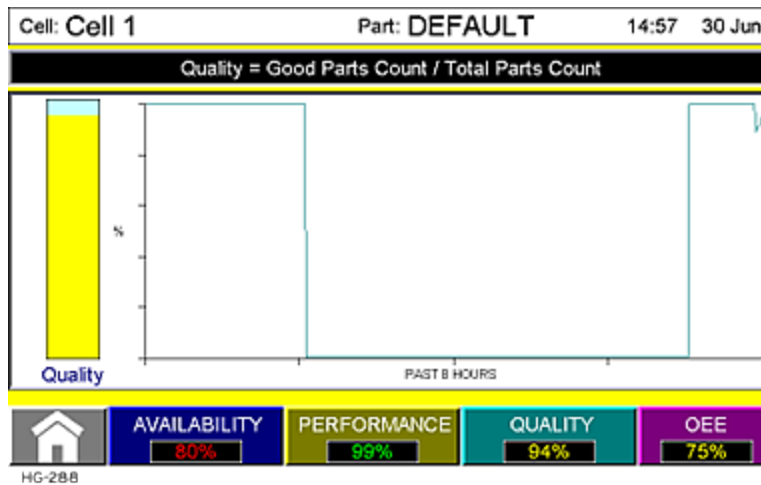 Cell: Cell 1 Part: DEFAULT 14:57 30 Jun
Quality = Good Parts Count / Total Parts Count
%
Quality
PAST 8 HOURS
AVAILABILITY PERFORMANCE QUALITY OEE
80% 99% 94% 75%
HG-288